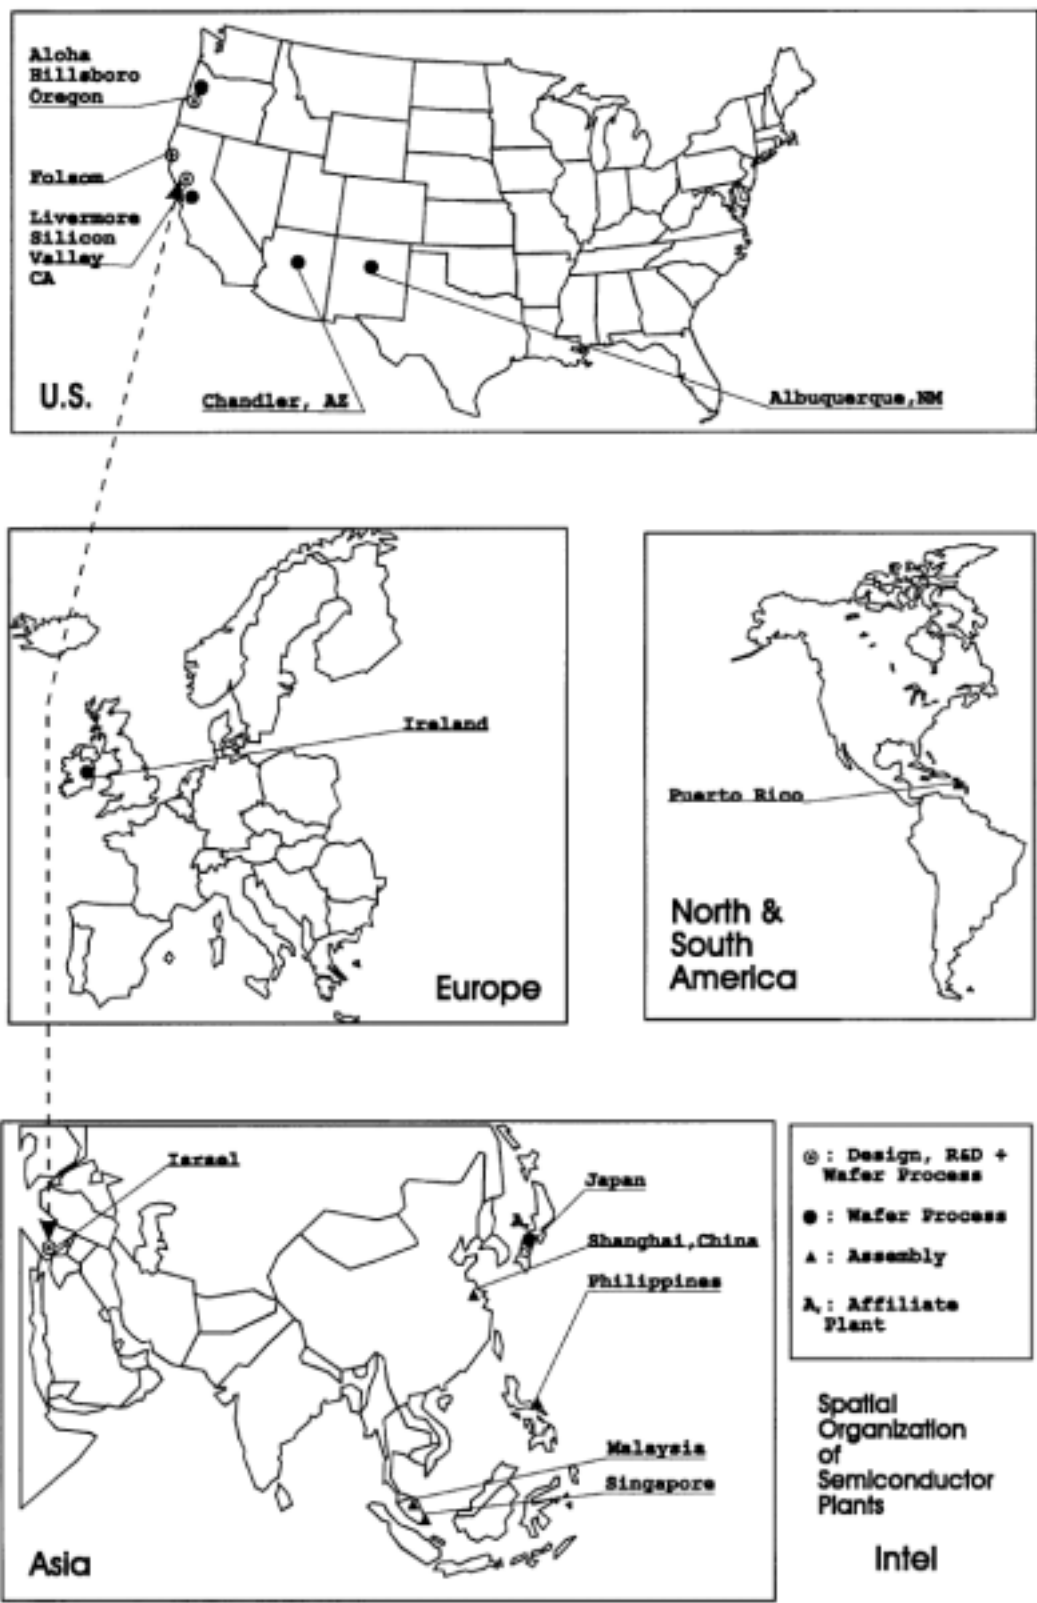 Aloha
Hillsboro
Oregon
Folsom
Livermore
Silicon
Valley
CA
U.S.
Chandler, AZ
Albuquerque,NM
Ireland
Europe
Puerto Rico
North &
South
America
Israel
Japan
A.
Shanghai,China
Philippines
Malaysia
Singapore
Asia
: Design, R&D +
Wafer Process
: Wafer Process
: Assembly
A.: Affiliate
Plant
Spatial
Organization
of
Semiconductor
Plants
Intel